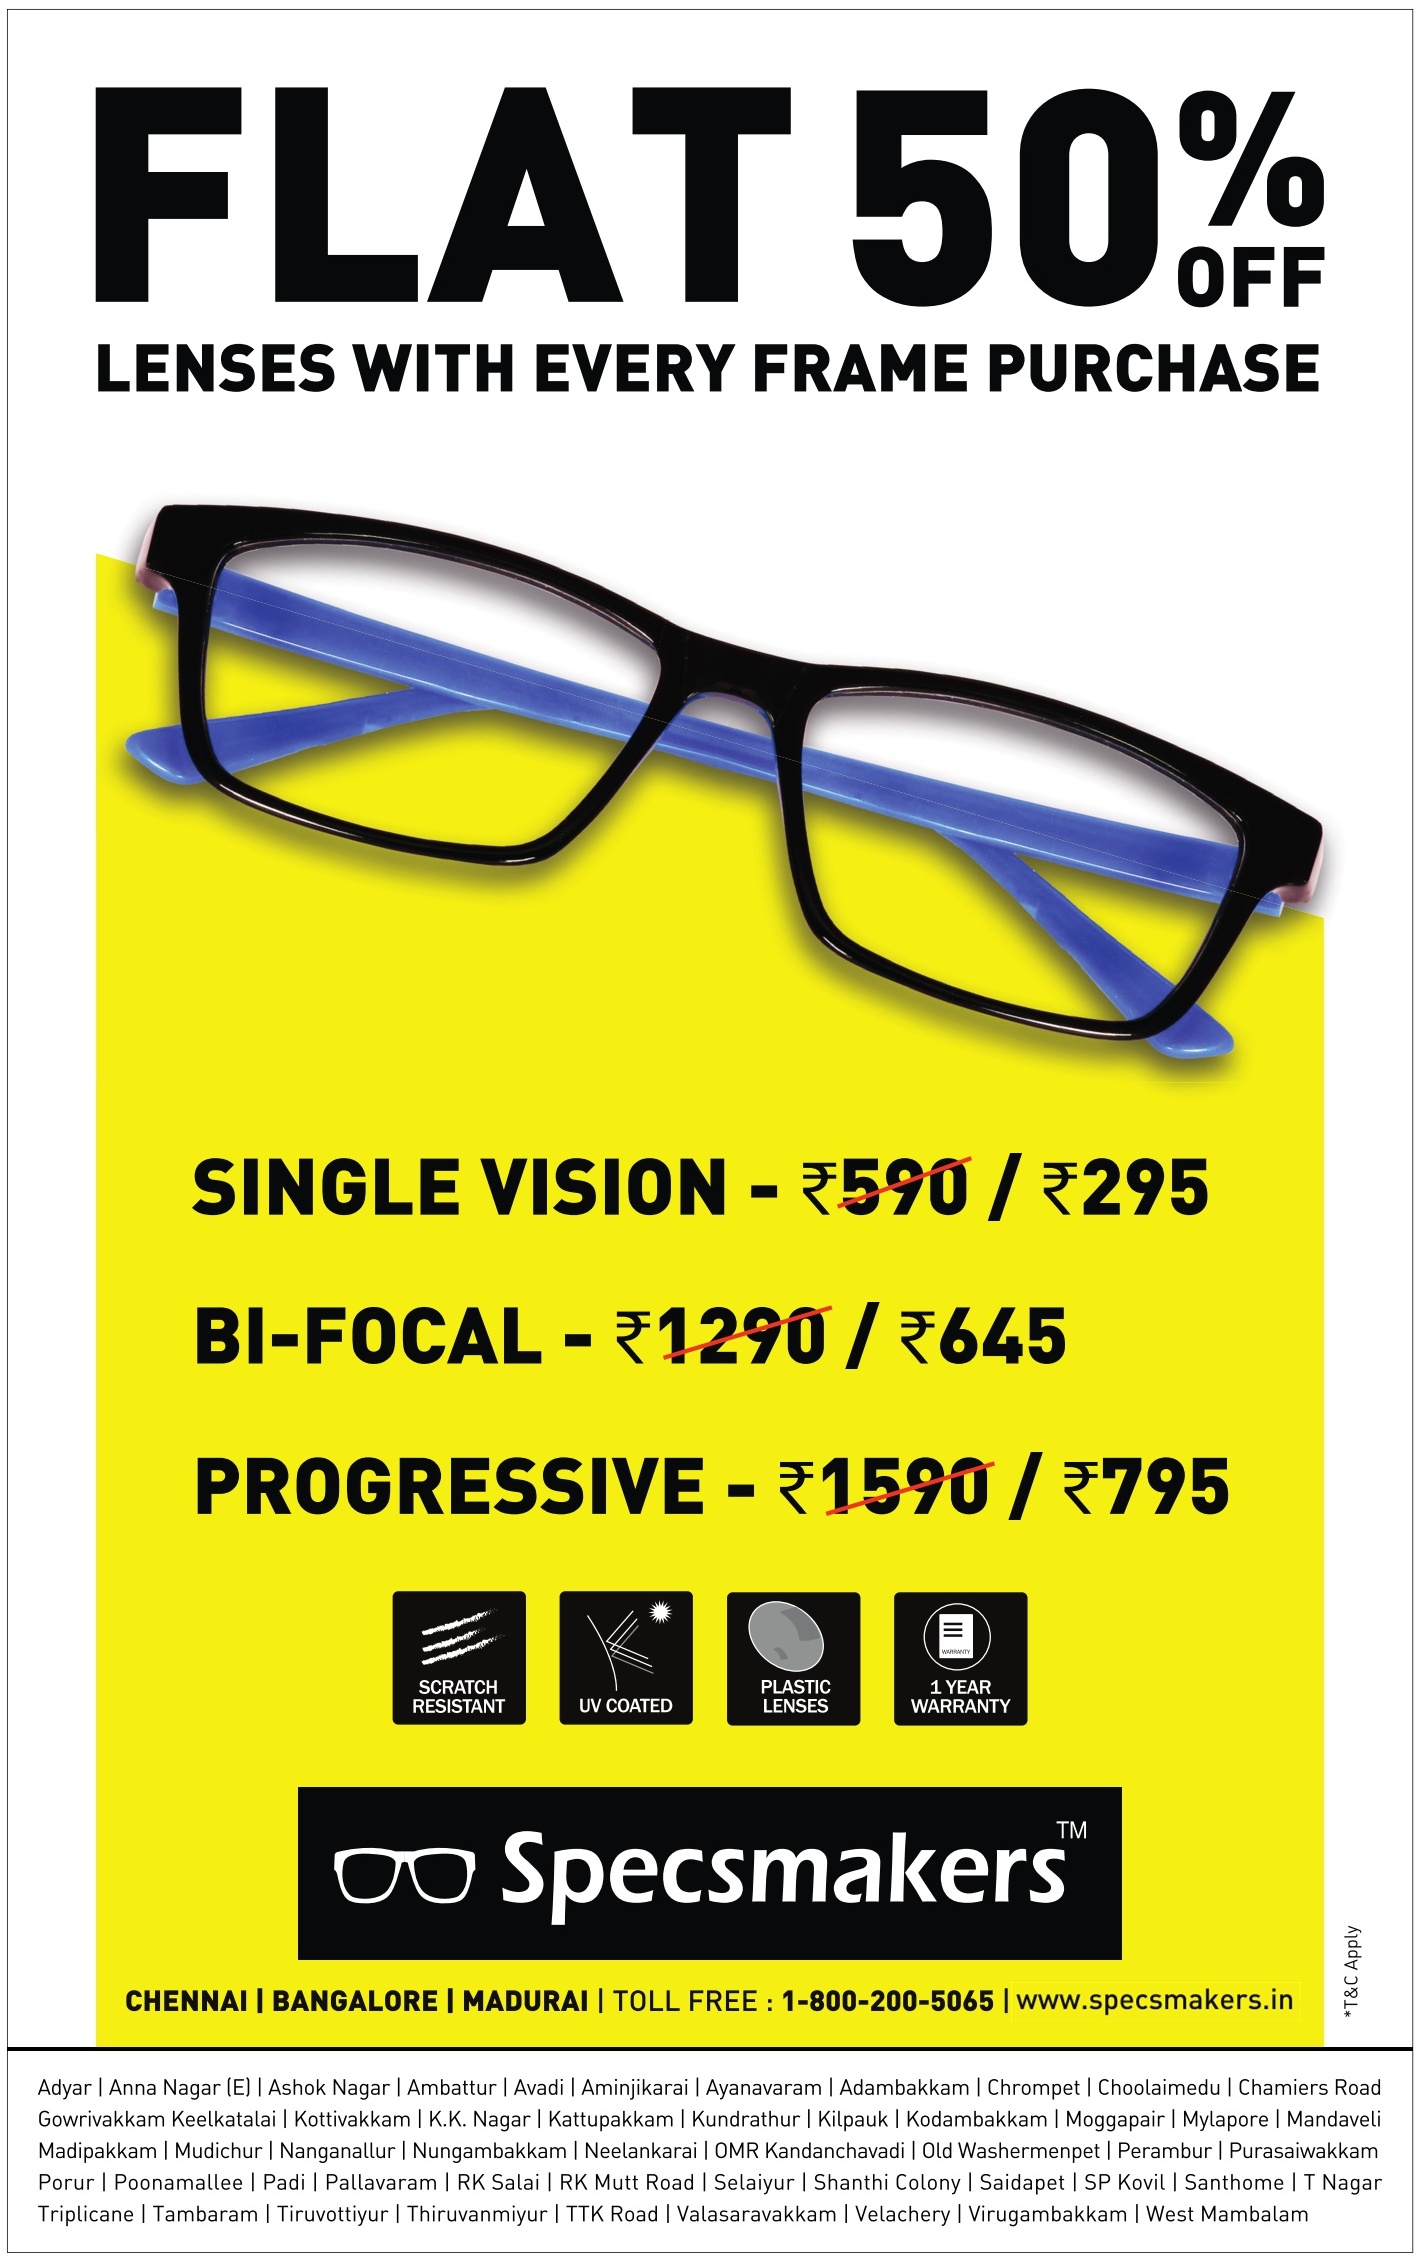 FLAT 50% OFF
LENSES WITH EVERY FRAME PURCHASE
SINGLE VISION - ₹590 / ₹295
BI-FOCAL - ₹1290 / ₹645
PROGRESSIVE - ₹1590 / ₹795
SCRATCH RESISTANT
UV COATED
PLASTIC LENSES
WARRANTY
1 YEAR WARRANTY
Specsmakers™
CHENNAI | BANGALORE | MADURAI | TOLL FREE : 1-800-200-5065 | www.specsmakers.in
*T&C Apply
Adyar | Anna Nagar (E) | Ashok Nagar | Ambattur | Avadi | Aminjikarai | Ayanavaram | Adambakkam | Chrompet | Choolaimedu | Chamiers Road
Gowrivakkam Keelkatalai | Kottivakkam | K.K. Nagar | Kattupakkam | Kundrathur | Kilpauk | Kodambakkam | Moggapair | Mylapore | Mandaveli
Madipakkam | Mudichur | Nanganallur | Nungambakkam | Neelankarai | OMR Kandanchavadi | Old Washermenpet | Perambur | Purasaiwakkam
Porur | Poonamallee | Padi | Pallavaram | RK Salai | RK Mutt Road | Selaiyur | Shanthi Colony | Saidapet | SP Kovil | Santhome | T Nagar
Triplicane | Tambaram | Tiruvottiyur | Thiruvanmiyur | TTK Road | Valasaravakkam | Velachery | Virugambakkam | West Mambalam